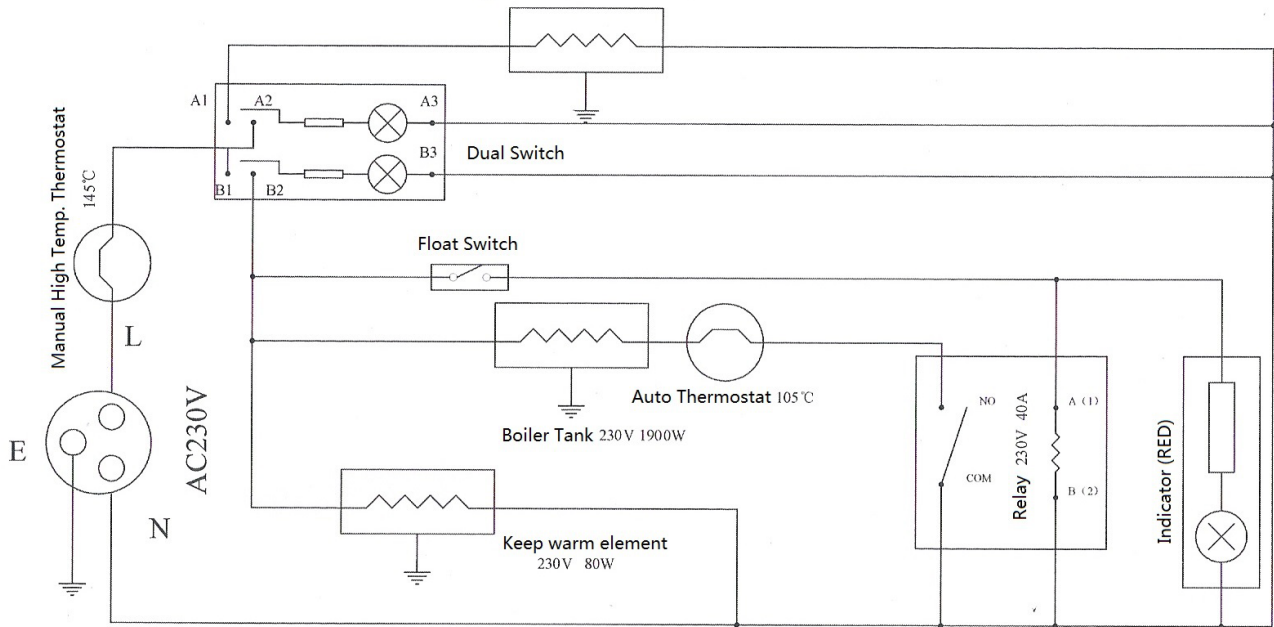 A1
A2
A3
B1
B2
B3
Dual Switch
Manual High Temp. Thermostat
145℃
Float Switch
L
Auto Thermostat 105℃
Boiler Tank 230V 1900W
E
AC230V
N
Keep warm element
230V 80W
NO
COM
Relay 230V 40A
A (1)
B (2)
Indicator (RED)